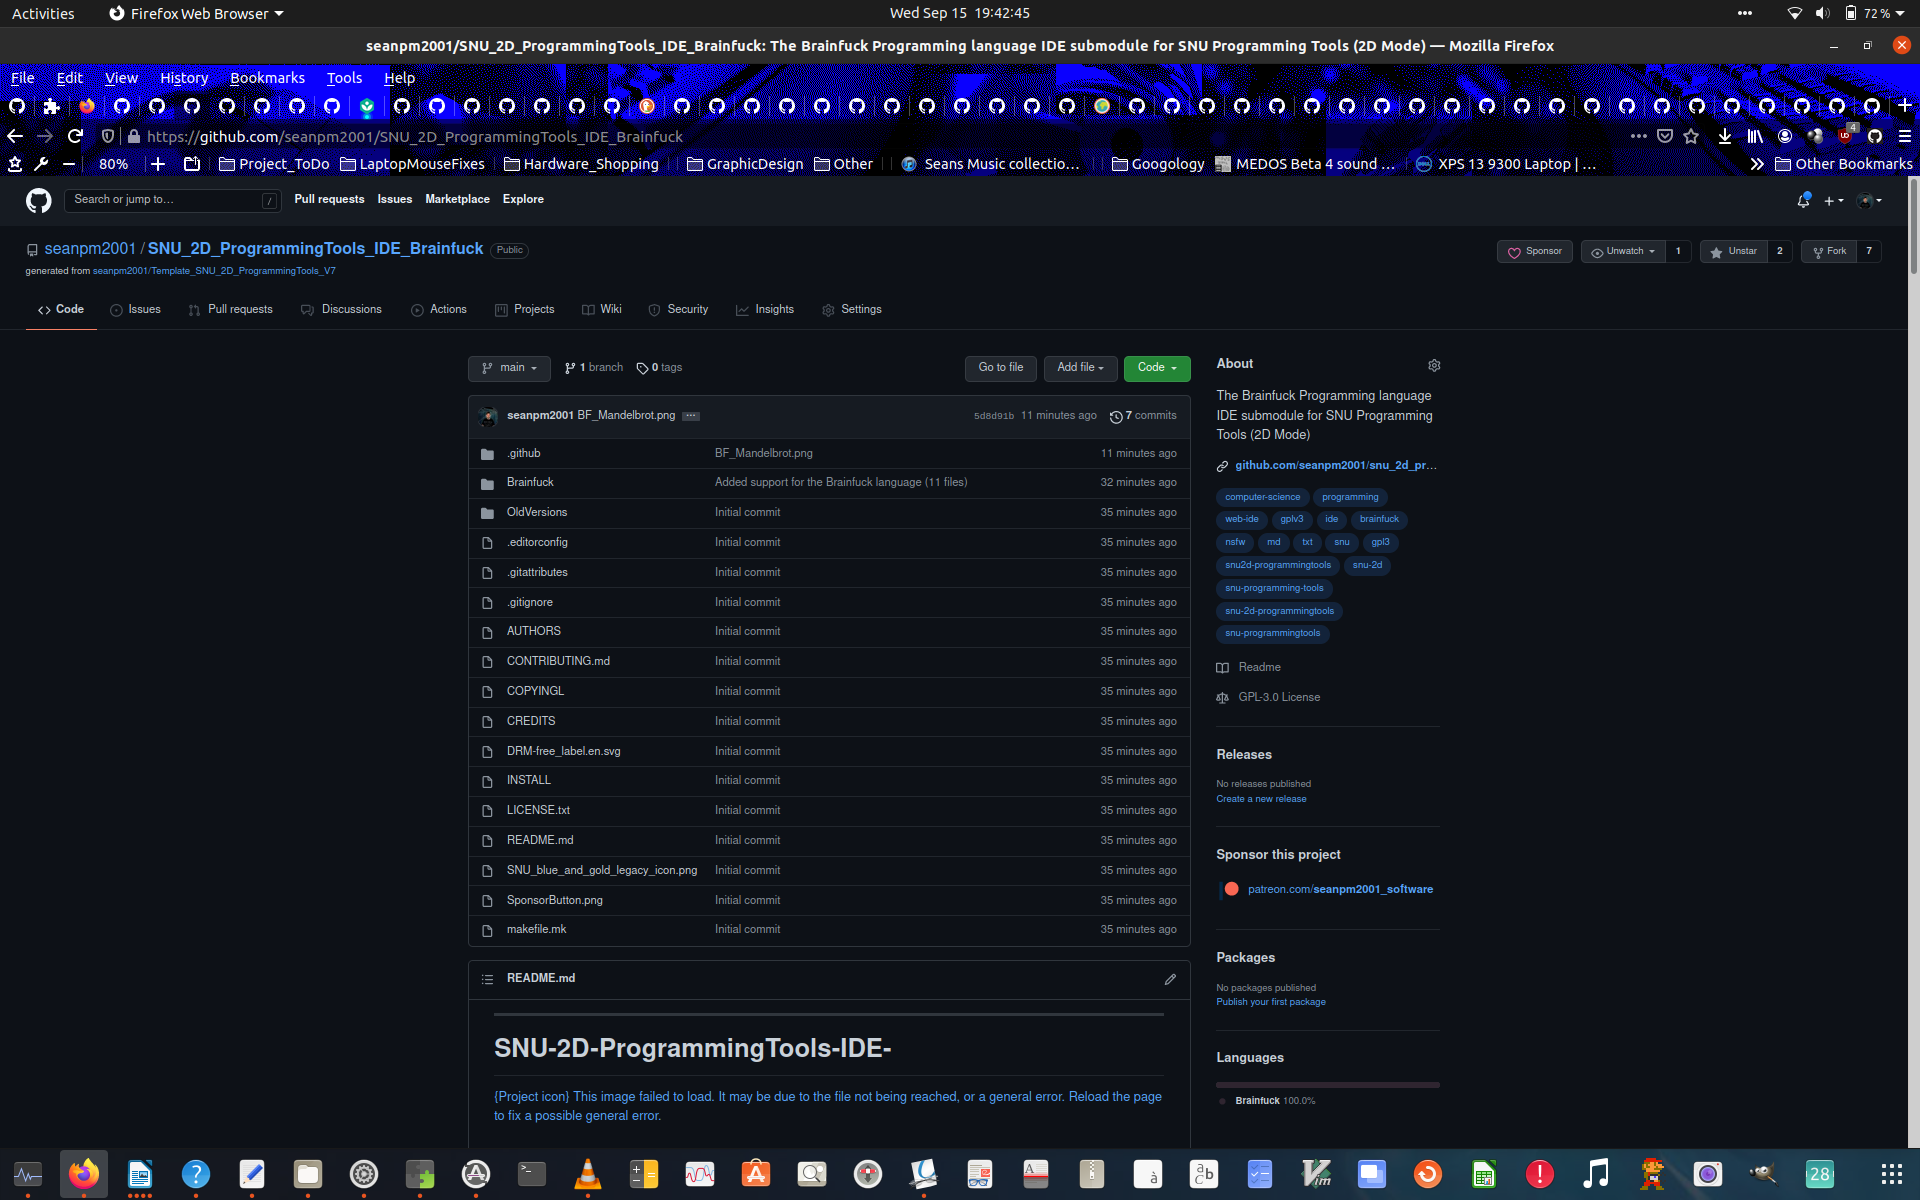 Activities Firefox Web Browser Wed Sep 15 19:42:45 72 %
seanpm2001/SNU_2D_ProgrammingTools_IDE_Brainfuck: The Brainfuck Programming language IDE submodule for SNU Programming Tools (2D Mode) — Mozilla Firefox
File Edit View History Bookmarks Tools Help
https://github.com/seanpm2001/SNU_2D_ProgrammingTools_IDE_Brainfuck 4
80% Project_ToDo LaptopMouseFixes Hardware_Shopping GraphicDesign Other Seans Music collectio… Googology MEDOS Beta 4 sound … XPS 13 9300 Laptop | … Other Bookmarks
Search or jump to… / Pull requests Issues Marketplace Explore
seanpm2001 / SNU_2D_ProgrammingTools_IDE_Brainfuck Public Sponsor Unwatch 1 Unstar 2 Fork 7
generated from seanpm2001/Template_SNU_2D_ProgrammingTools_V7
Code Issues Pull requests Discussions Actions Projects Wiki Security Insights Settings
main 1 branch 0 tags Go to file Add file Code
seanpm2001 BF_Mandelbrot.png 5d8d91b 11 minutes ago 7 commits
.github BF_Mandelbrot.png 11 minutes ago
Brainfuck Added support for the Brainfuck language (11 files) 32 minutes ago
OldVersions Initial commit 35 minutes ago
.editorconfig Initial commit 35 minutes ago
.gitattributes Initial commit 35 minutes ago
.gitignore Initial commit 35 minutes ago
AUTHORS Initial commit 35 minutes ago
CONTRIBUTING.md Initial commit 35 minutes ago
COPYINGL Initial commit 35 minutes ago
CREDITS Initial commit 35 minutes ago
DRM-free_label.en.svg Initial commit 35 minutes ago
INSTALL Initial commit 35 minutes ago
LICENSE.txt Initial commit 35 minutes ago
README.md Initial commit 35 minutes ago
SNU_blue_and_gold_legacy_icon.png Initial commit 35 minutes ago
SponsorButton.png Initial commit 35 minutes ago
makefile.mk Initial commit 35 minutes ago
README.md
SNU-2D-ProgrammingTools-IDE-
{Project icon} This image failed to load. It may be due to the file not being reached, or a general error. Reload the page
to fix a possible general error.
About
The Brainfuck Programming language
IDE submodule for SNU Programming
Tools (2D Mode)
github.com/seanpm2001/snu_2d_pr…
computer-science programming
web-ide gplv3 ide brainfuck
nsfw md txt snu gpl3
snu2d-programmingtools snu-2d
snu-programming-tools
snu-2d-programmingtools
snu-programmingtools
Readme
GPL-3.0 License
Releases
No releases published
Create a new release
Sponsor this project
patreon.com/seanpm2001_software
Packages
No packages published
Publish your first package
Languages
Brainfuck 100.0%
28